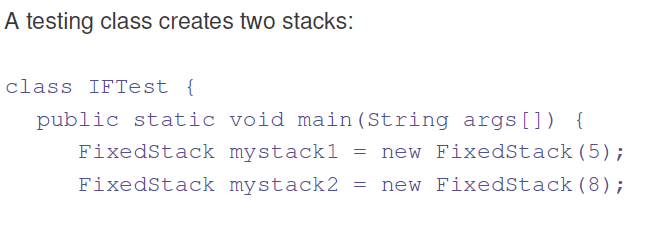 A testing class creates two stacks:
class IFTest {
public static void main(String args[]) {
FixedStack mystack1 = new FixedStack(5);
FixedStack mystack2 = new FixedStack(8);